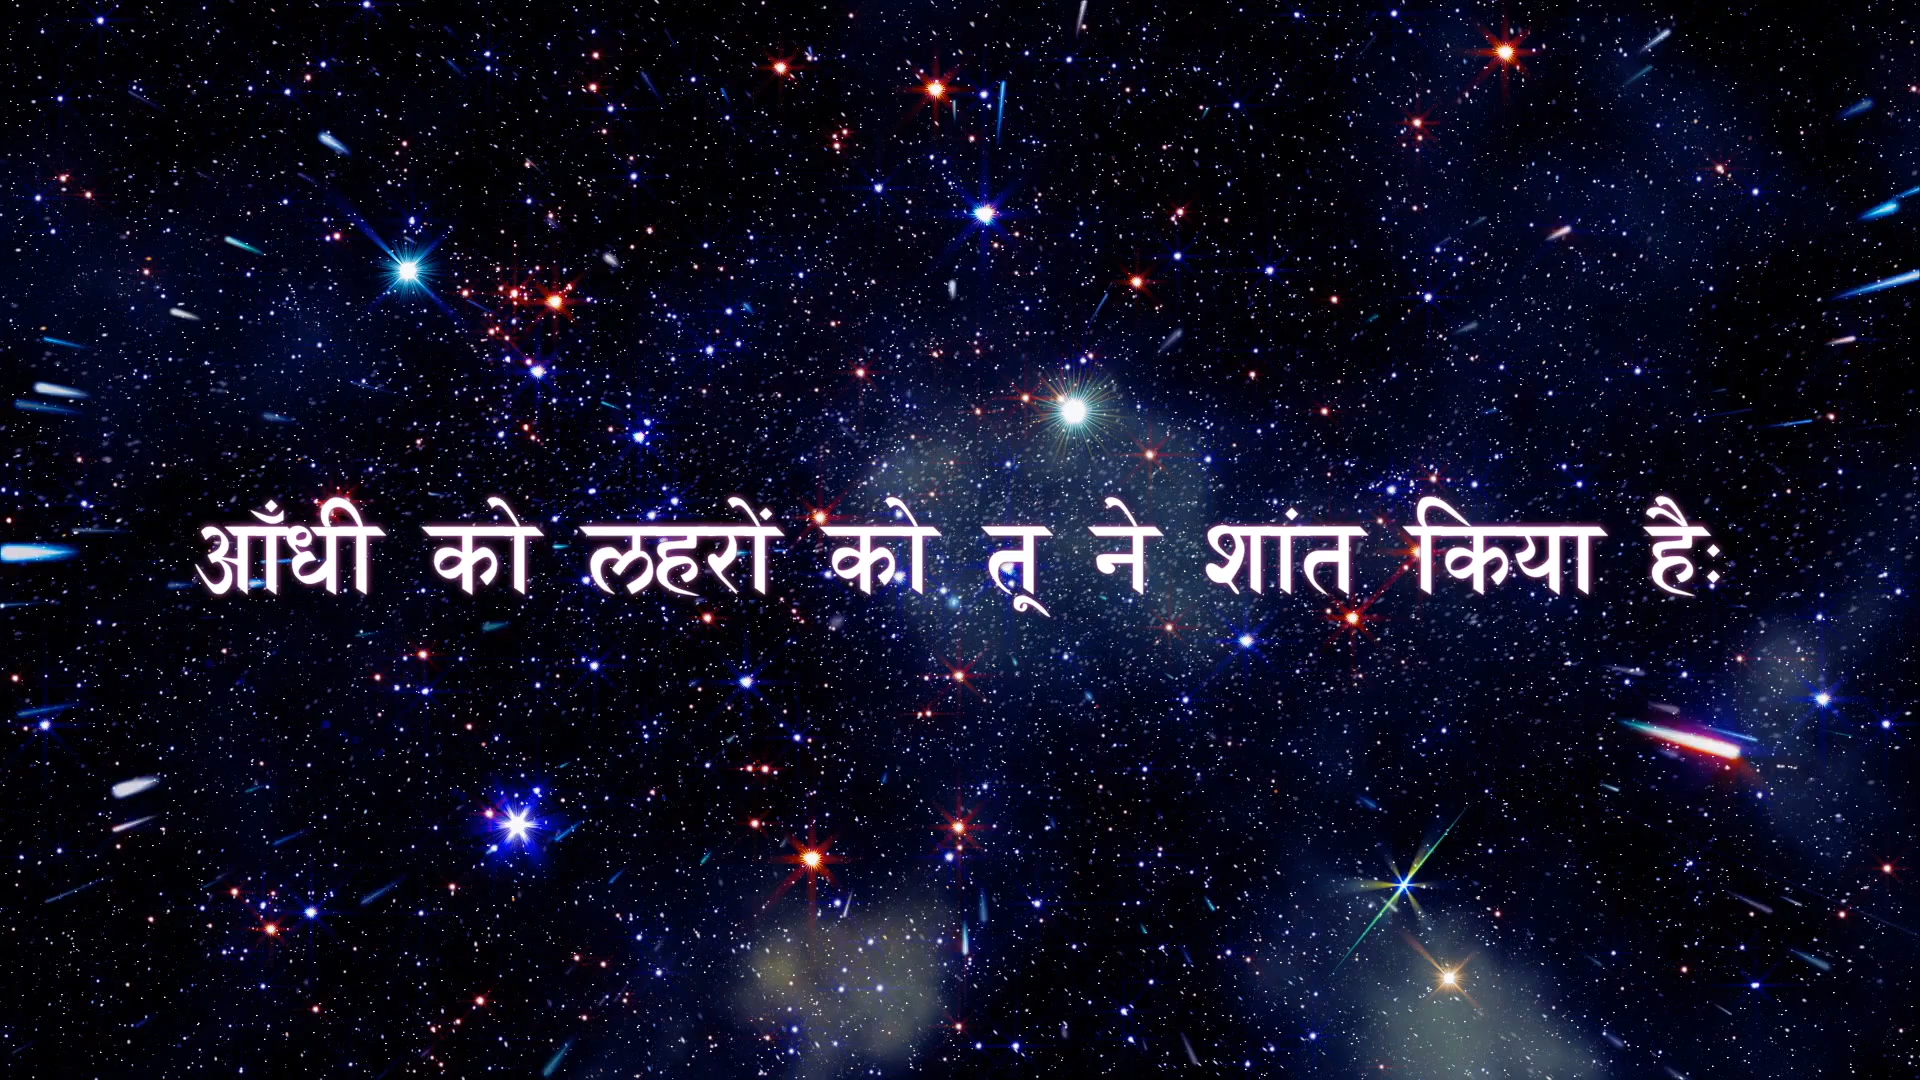 आँधी को लहरों को तू ने शांत किया हैः